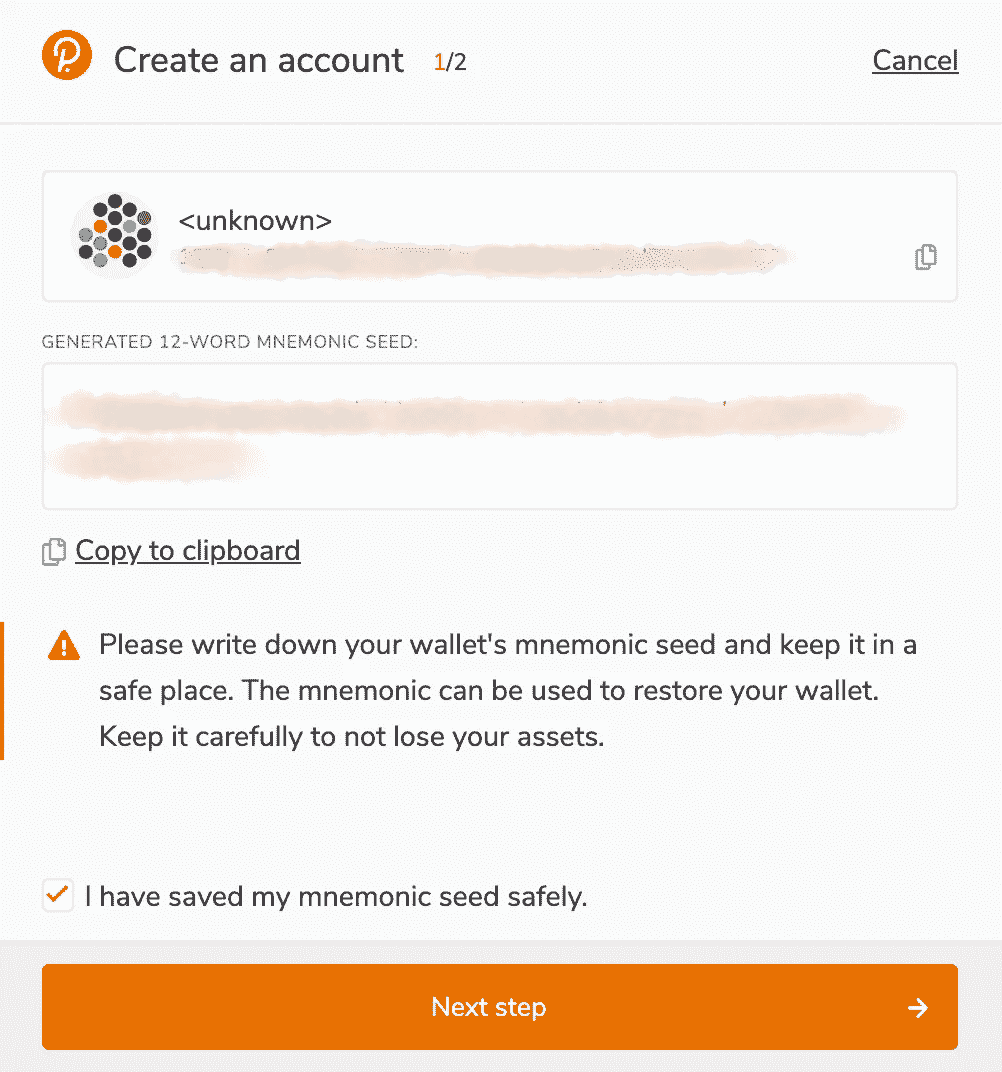 Create an account 1/2 Cancel
<unknown>
GENERATED 12-WORD MNEMONIC SEED:
Copy to clipboard
Please write down your wallet's mnemonic seed and keep it in a
safe place. The mnemonic can be used to restore your wallet.
Keep it carefully to not lose your assets.
I have saved my mnemonic seed safely.
Next step